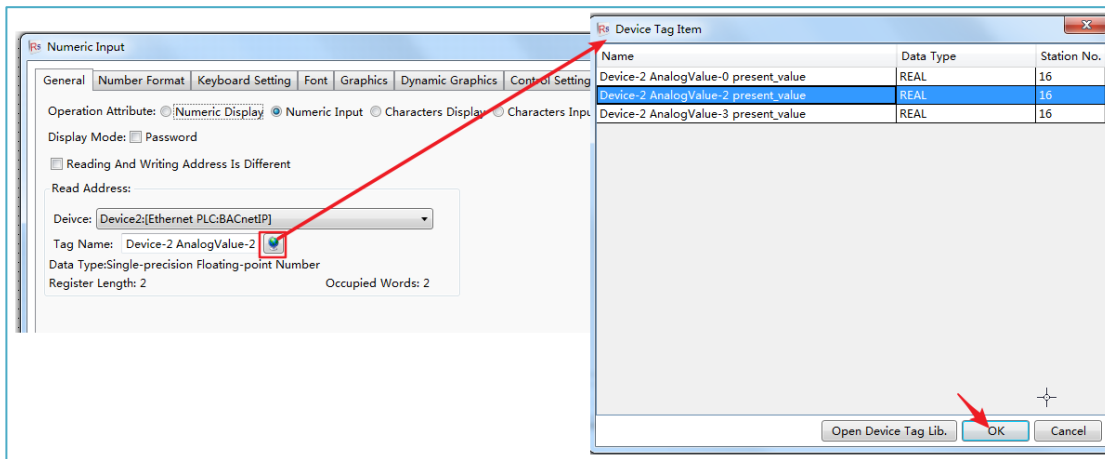 Numeric Input
General Number Format Keyboard Setting Font Graphics Dynamic Graphics Control Setting
Operation Attribute: Numeric Display Numeric Input Characters Display Characters Inpu
Display Mode: Password
Reading And Writing Address Is Different
Read Address:
Deivce: Device2:[Ethernet PLC:BACnetIP]
Tag Name: Device-2 AnalogValue-2
Data Type:Single-precision Floating-point Number
Register Length: 2 Occupied Words: 2
Device Tag Item
Name Data Type Station No.
Device-2 AnalogValue-0 present_value REAL 16
Device-2 AnalogValue-2 present_value REAL 16
Device-2 AnalogValue-3 present_value REAL 16
Open Device Tag Lib. OK Cancel